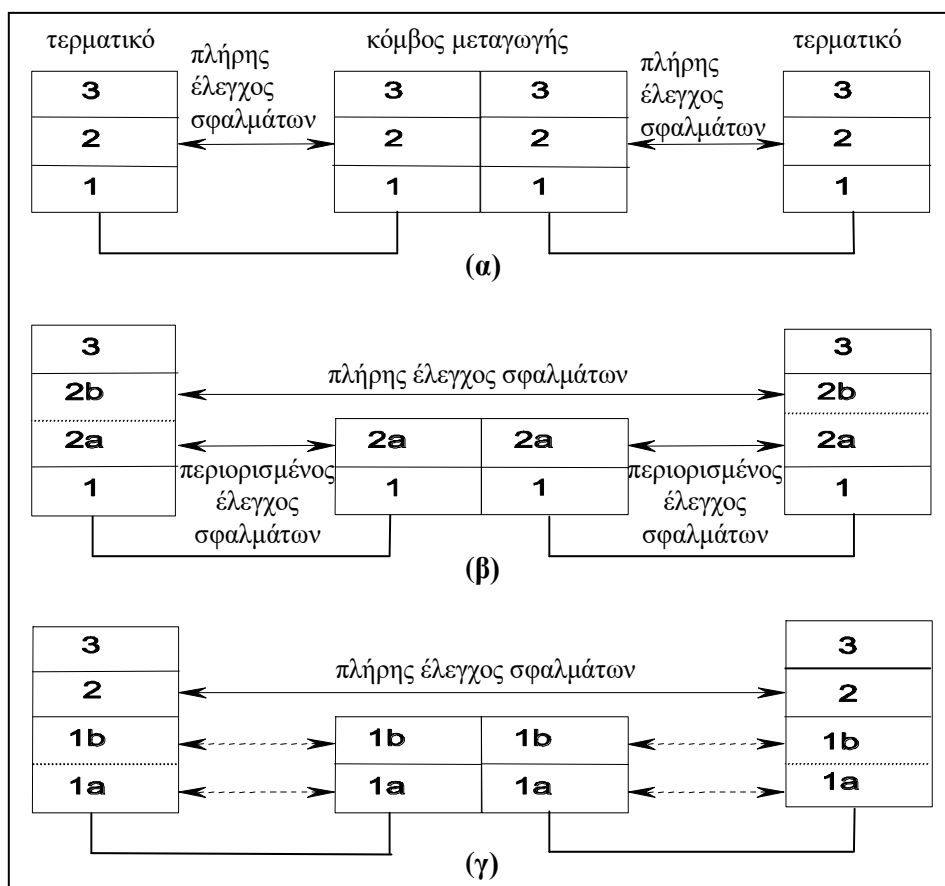 τερματικό κόμβος μεταγωγής τερματικό
πλήρης
έλεγχος
σφαλμάτων
πλήρης
έλεγχος
σφαλμάτων
3 3 3 3
2 2 2 2
1 1 1 1
(α)
3 3
πλήρης έλεγχος σφαλμάτων
2b 2b
2a 2a 2a 2a
1 1 1 1
περιορισμένος
έλεγχος
σφαλμάτων
περιορισμένος
έλεγχος
σφαλμάτων
(β)
3 3
πλήρης έλεγχος σφαλμάτων
2 2
1b 1b 1b 1b
1a 1a 1a 1a
(γ)